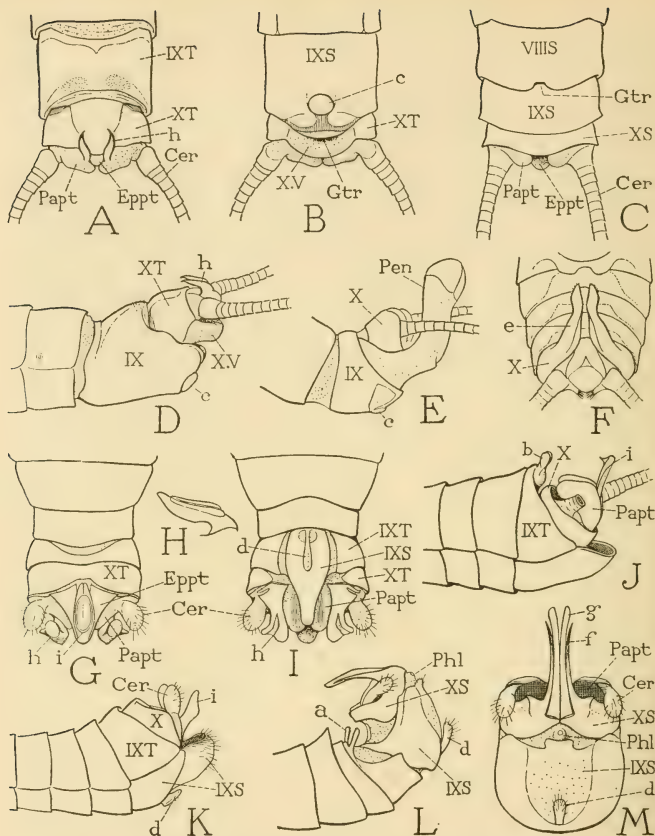 IXT
XT
h
Cer
Papt
Eppt
A
IXS
c
XT
X.V
Gtr
B
VIIIS
Gtr
IXS
XS
Papt
Eppt
Cer
C
XT
h
IX
X.V
c
D
Pen
X
IX
c
E
e
X
F
XT
Eppt
Cer
h
i
Papt
G
H
d
IXT
IXS
XT
Papt
h
I
b
X
i
IXT
Papt
J
Cer
i
X
IXT
IXS
d
K
Phl
XS
a
d
IXS
L
g
f
Papt
Cer
XS
Phl
IXS
d
M